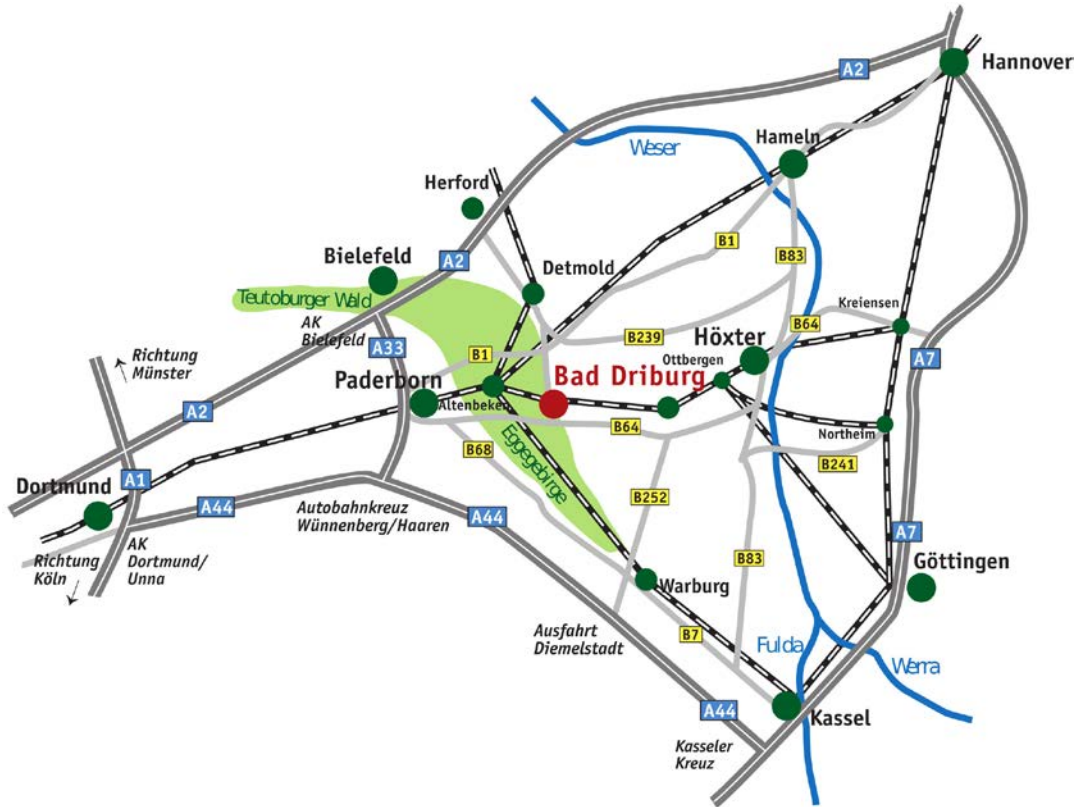 A2
Hannover
Weser
Hameln
Herford
B1
B83
Bielefeld
A2
Detmold
Teutoburger Wald
AK
Bielefeld
B239
B64
Kreiensen
A33
B1
Höxter
A7
Richtung
Münster
Ottbergen
Paderborn
Bad Driburg
Altenbeken
A2
B64
Northeim
B68
Eggegebirge
B241
A1
Dortmund
B252
A44
Autobahnkreuz
Wünnenberg/Haaren
A44
A7
Richtung
Köln
AK
Dortmund/
Unna
B83
Göttingen
Warburg
Ausfahrt
Diemelstadt
B7
Fulda
Werra
A44
Kassel
Kasseler
Kreuz